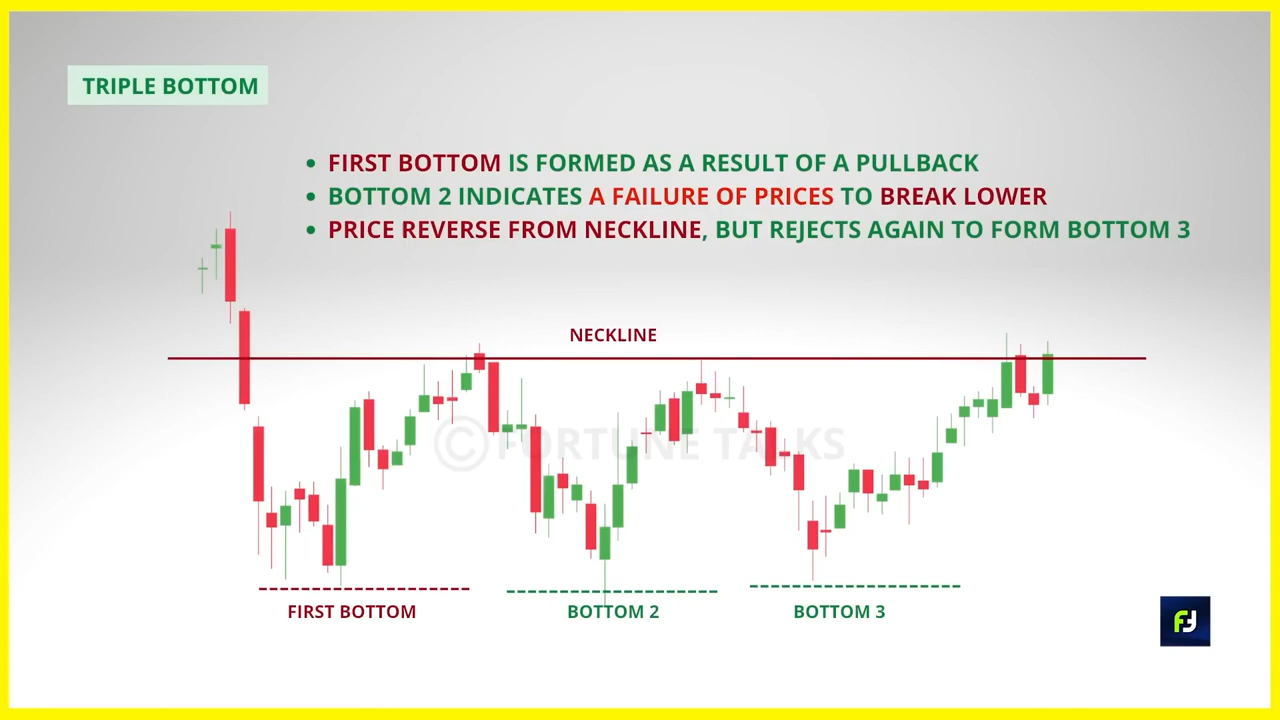 TRIPLE BOTTOM
• FIRST BOTTOM IS FORMED AS A RESULT OF A PULLBACK
• BOTTOM 2 INDICATES A FAILURE OF PRICES TO BREAK LOWER
• PRICE REVERSE FROM NECKLINE, BUT REJECTS AGAIN TO FORM BOTTOM 3
NECKLINE
© FORTUNE TALKS
FIRST BOTTOM
BOTTOM 2
BOTTOM 3